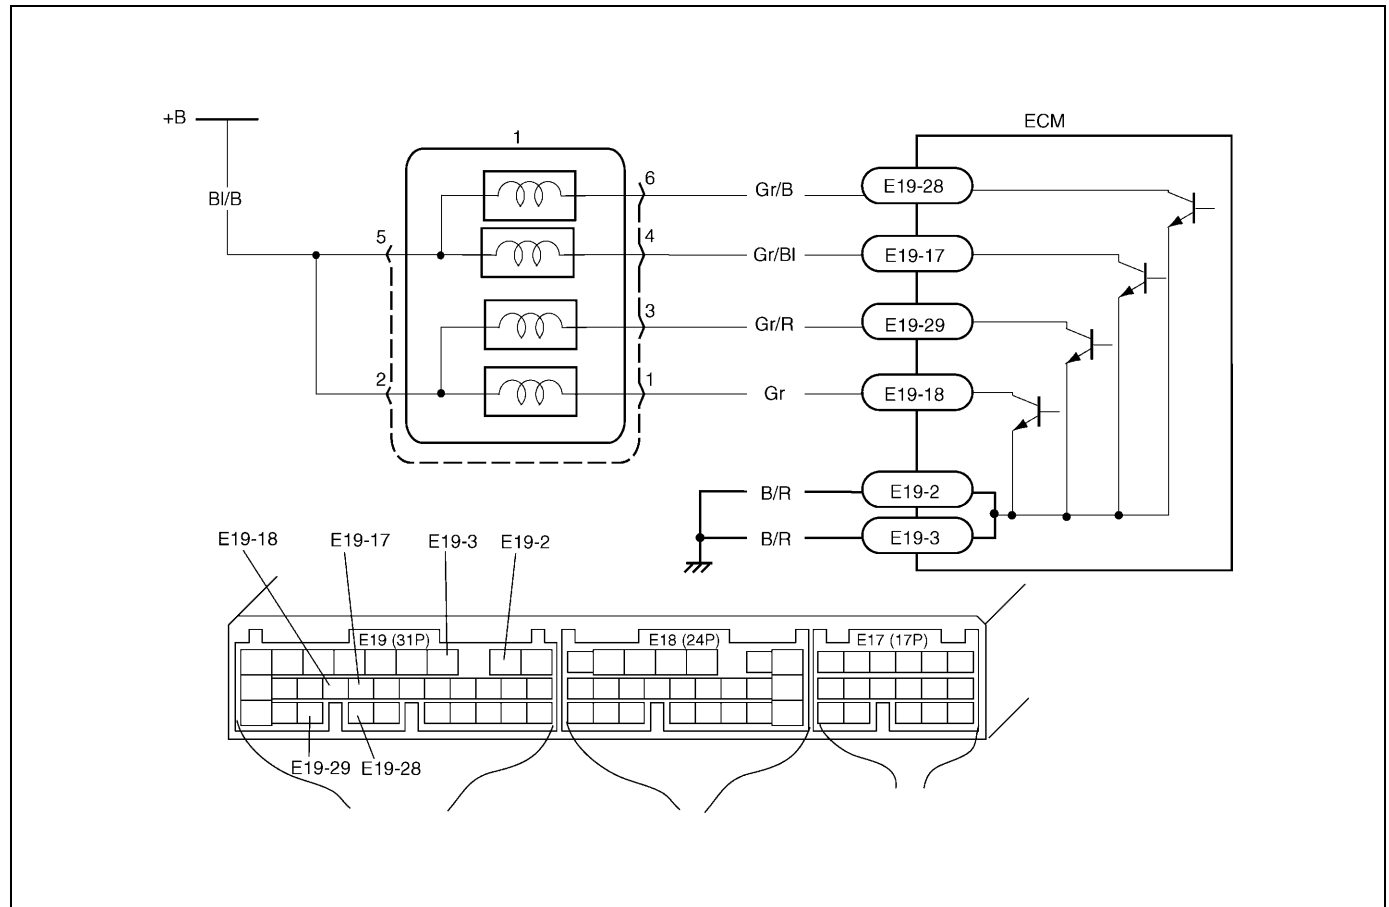 +B
1
ECM
Bl/B
6
Gr/B
E19-28
5
4
Gr/Bl
E19-17
3
Gr/R
E19-29
2
1
Gr
E19-18
B/R
E19-2
B/R
E19-3
E19-18
E19-17
E19-3
E19-2
E19 (31P)
E18 (24P)
E17 (17P)
E19-29
E19-28